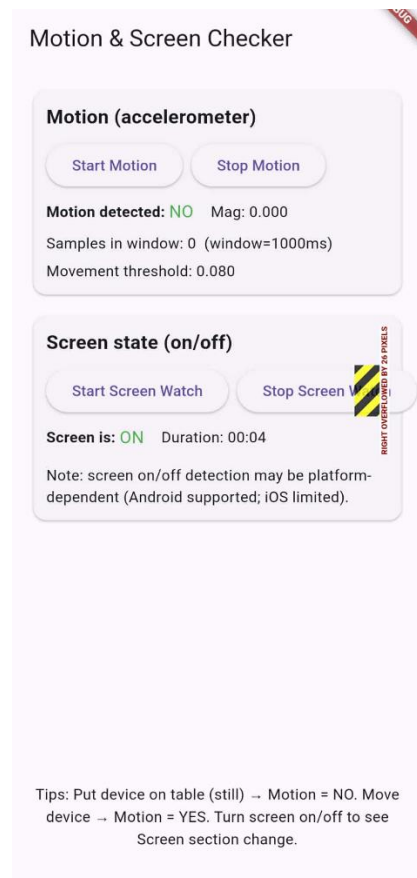 UG
Motion & Screen Checker
Motion (accelerometer)
Start Motion Stop Motion
Motion detected: NO Mag: 0.000
Samples in window: 0 (window=1000ms)
Movement threshold: 0.080
Screen state (on/off)
Start Screen Watch Stop Screen Watch
RIGHT OVERFLOWED BY 26 PIXELS
Screen is: ON Duration: 00:04
Note: screen on/off detection may be platform-
dependent (Android supported; iOS limited).
Tips: Put device on table (still) → Motion = NO. Move
device → Motion = YES. Turn screen on/off to see
Screen section change.